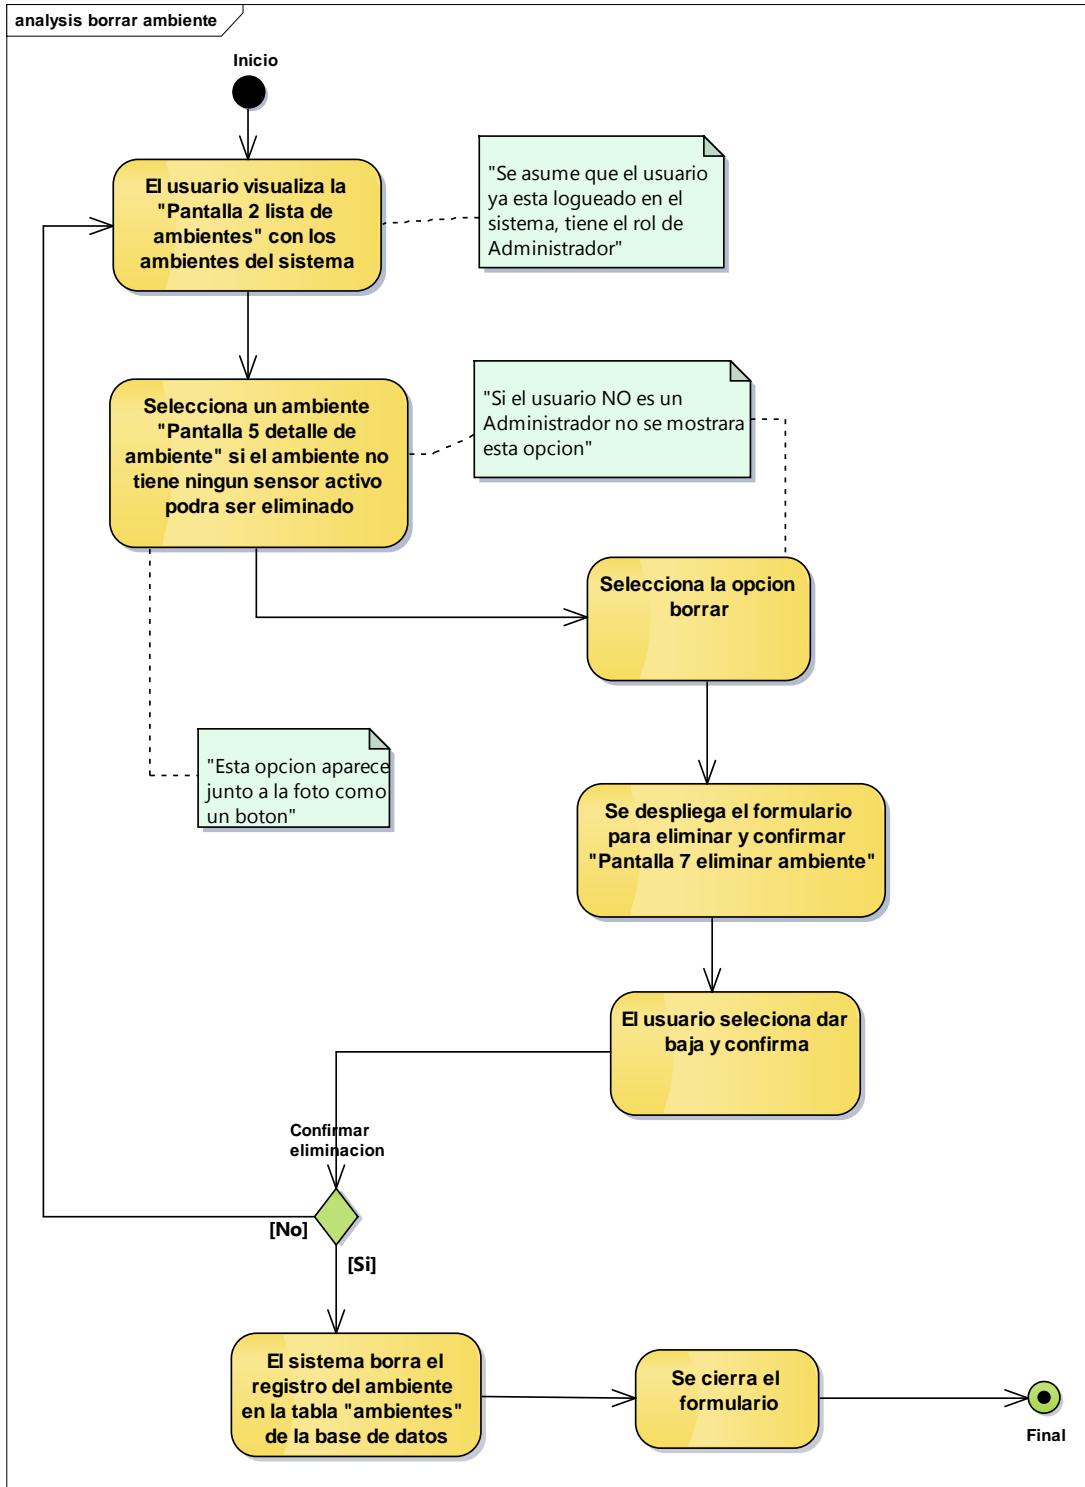 analysis borrar ambiente
Inicio
El usuario visualiza la
"Pantalla 2 lista de
ambientes" con los
ambientes del sistema
"Se asume que el usuario
ya esta logueado en el
sistema, tiene el rol de
Administrador"
Selecciona un ambiente
"Pantalla 5 detalle de
ambiente" si el ambiente no
tiene ningun sensor activo
podra ser eliminado
"Si el usuario NO es un
Administrador no se mostrara
esta opcion"
Selecciona la opcion
borrar
"Esta opcion aparece
junto a la foto como
un boton"
Se despliega el formulario
para eliminar y confirmar
"Pantalla 7 eliminar ambiente"
El usuario seleciona dar
baja y confirma
Confirmar
eliminacion
[No]
[Si]
El sistema borra el
registro del ambiente
en la tabla "ambientes"
de la base de datos
Se cierra el
formulario
Final